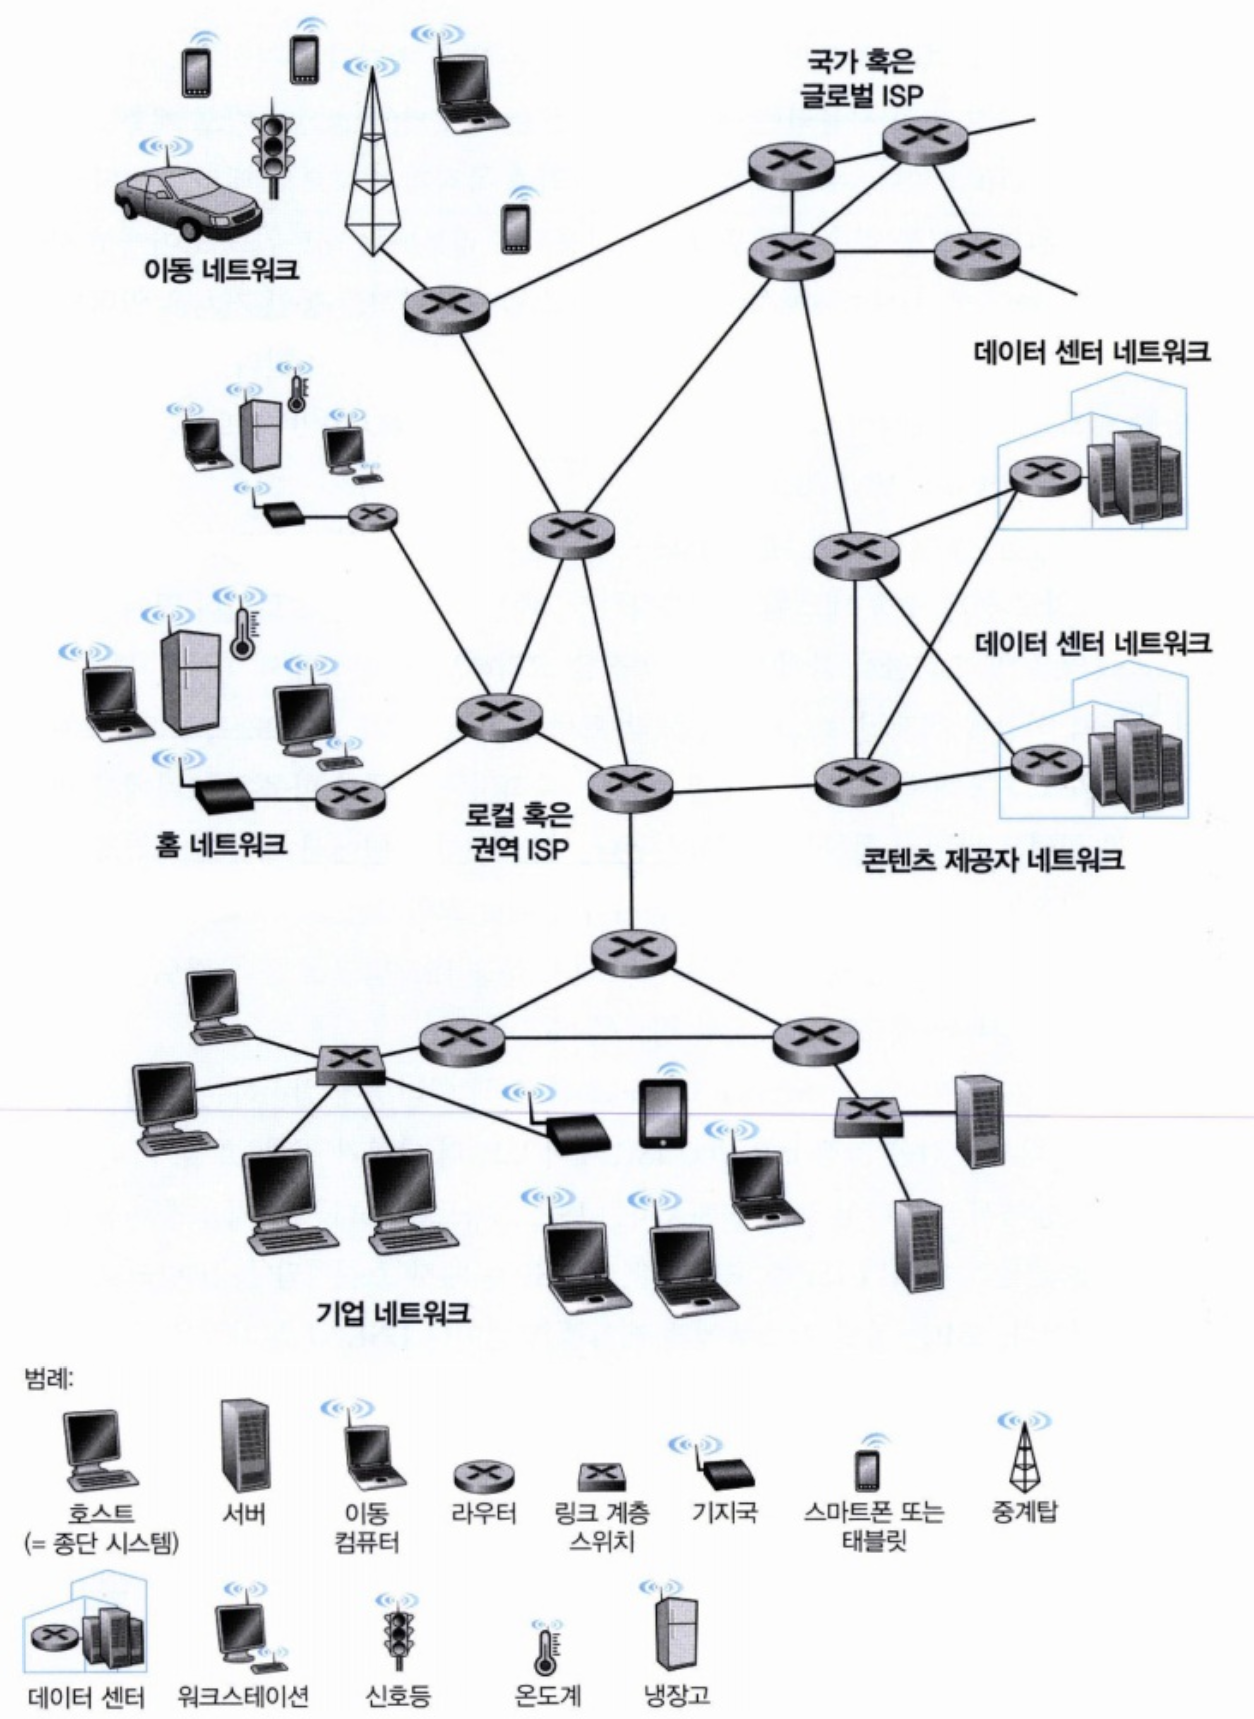 국가 혹은
글로벌 ISP
이동 네트워크
데이터 센터 네트워크
데이터 센터 네트워크
홈 네트워크
로컬 혹은
권역 ISP
콘텐츠 제공자 네트워크
기업 네트워크
범례:
호스트
(= 종단 시스템)
서버
이동
컴퓨터
라우터
링크 계층
스위치
기지국
스마트폰 또는
태블릿
중계탑
데이터 센터
워크스테이션
신호등
온도계
냉장고